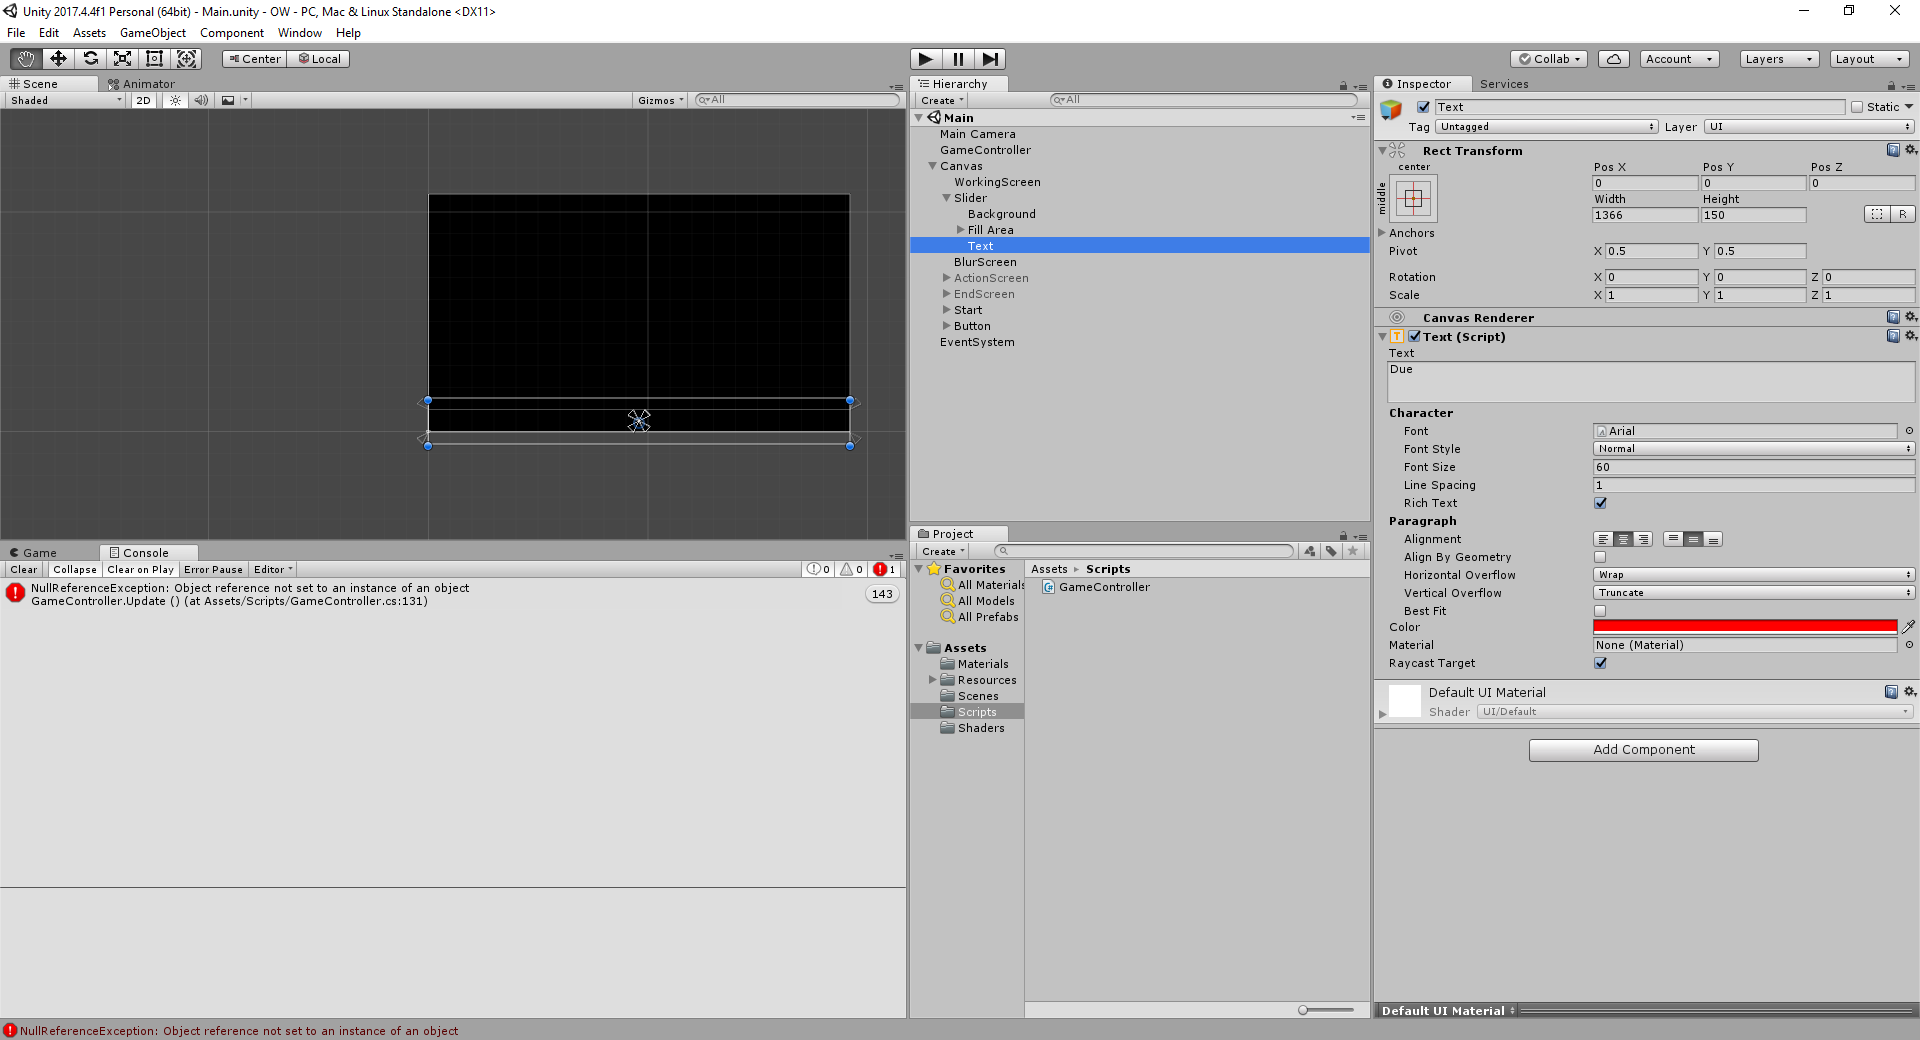 Unity 2017.4.4f1 Personal (64bit) - Main.unity - OW - PC, Mac & Linux Standalone <DX11>
File Edit Assets GameObject Component Window Help
Center Local
Collab Account Layers Layout
Scene Animator
Shaded 2D Gizmos All
Hierarchy
Create All
Main
Main Camera
GameController
Canvas
WorkingScreen
Slider
Background
Fill Area
Text
BlurScreen
ActionScreen
EndScreen
Start
Button
EventSystem
Game Console
Clear Collapse Clear on Play Error Pause Editor 0 0 1
NullReferenceException: Object reference not set to an instance of an object
GameController.Update () (at Assets/Scripts/GameController.cs:131)
143
Project
Create
Favorites
All Materials
All Models
All Prefabs
Assets
Materials
Resources
Scenes
Scripts
Shaders
Assets Scripts
GameController
Inspector Services
Text Static
Tag Untagged Layer UI
Rect Transform
center
middle
Pos X Pos Y Pos Z
0 0 0
Width Height
1366 150
R
Anchors
Pivot X 0.5 Y 0.5
Rotation X 0 Y 0 Z 0
Scale X 1 Y 1 Z 1
Canvas Renderer
Text (Script)
Text
Due
Character
Font Arial
Font Style Normal
Font Size 60
Line Spacing 1
Rich Text
Paragraph
Alignment
Align By Geometry
Horizontal Overflow Wrap
Vertical Overflow Truncate
Best Fit
Color
Material None (Material)
Raycast Target
Default UI Material
Shader UI/Default
Add Component
Default UI Material
NullReferenceException: Object reference not set to an instance of an object